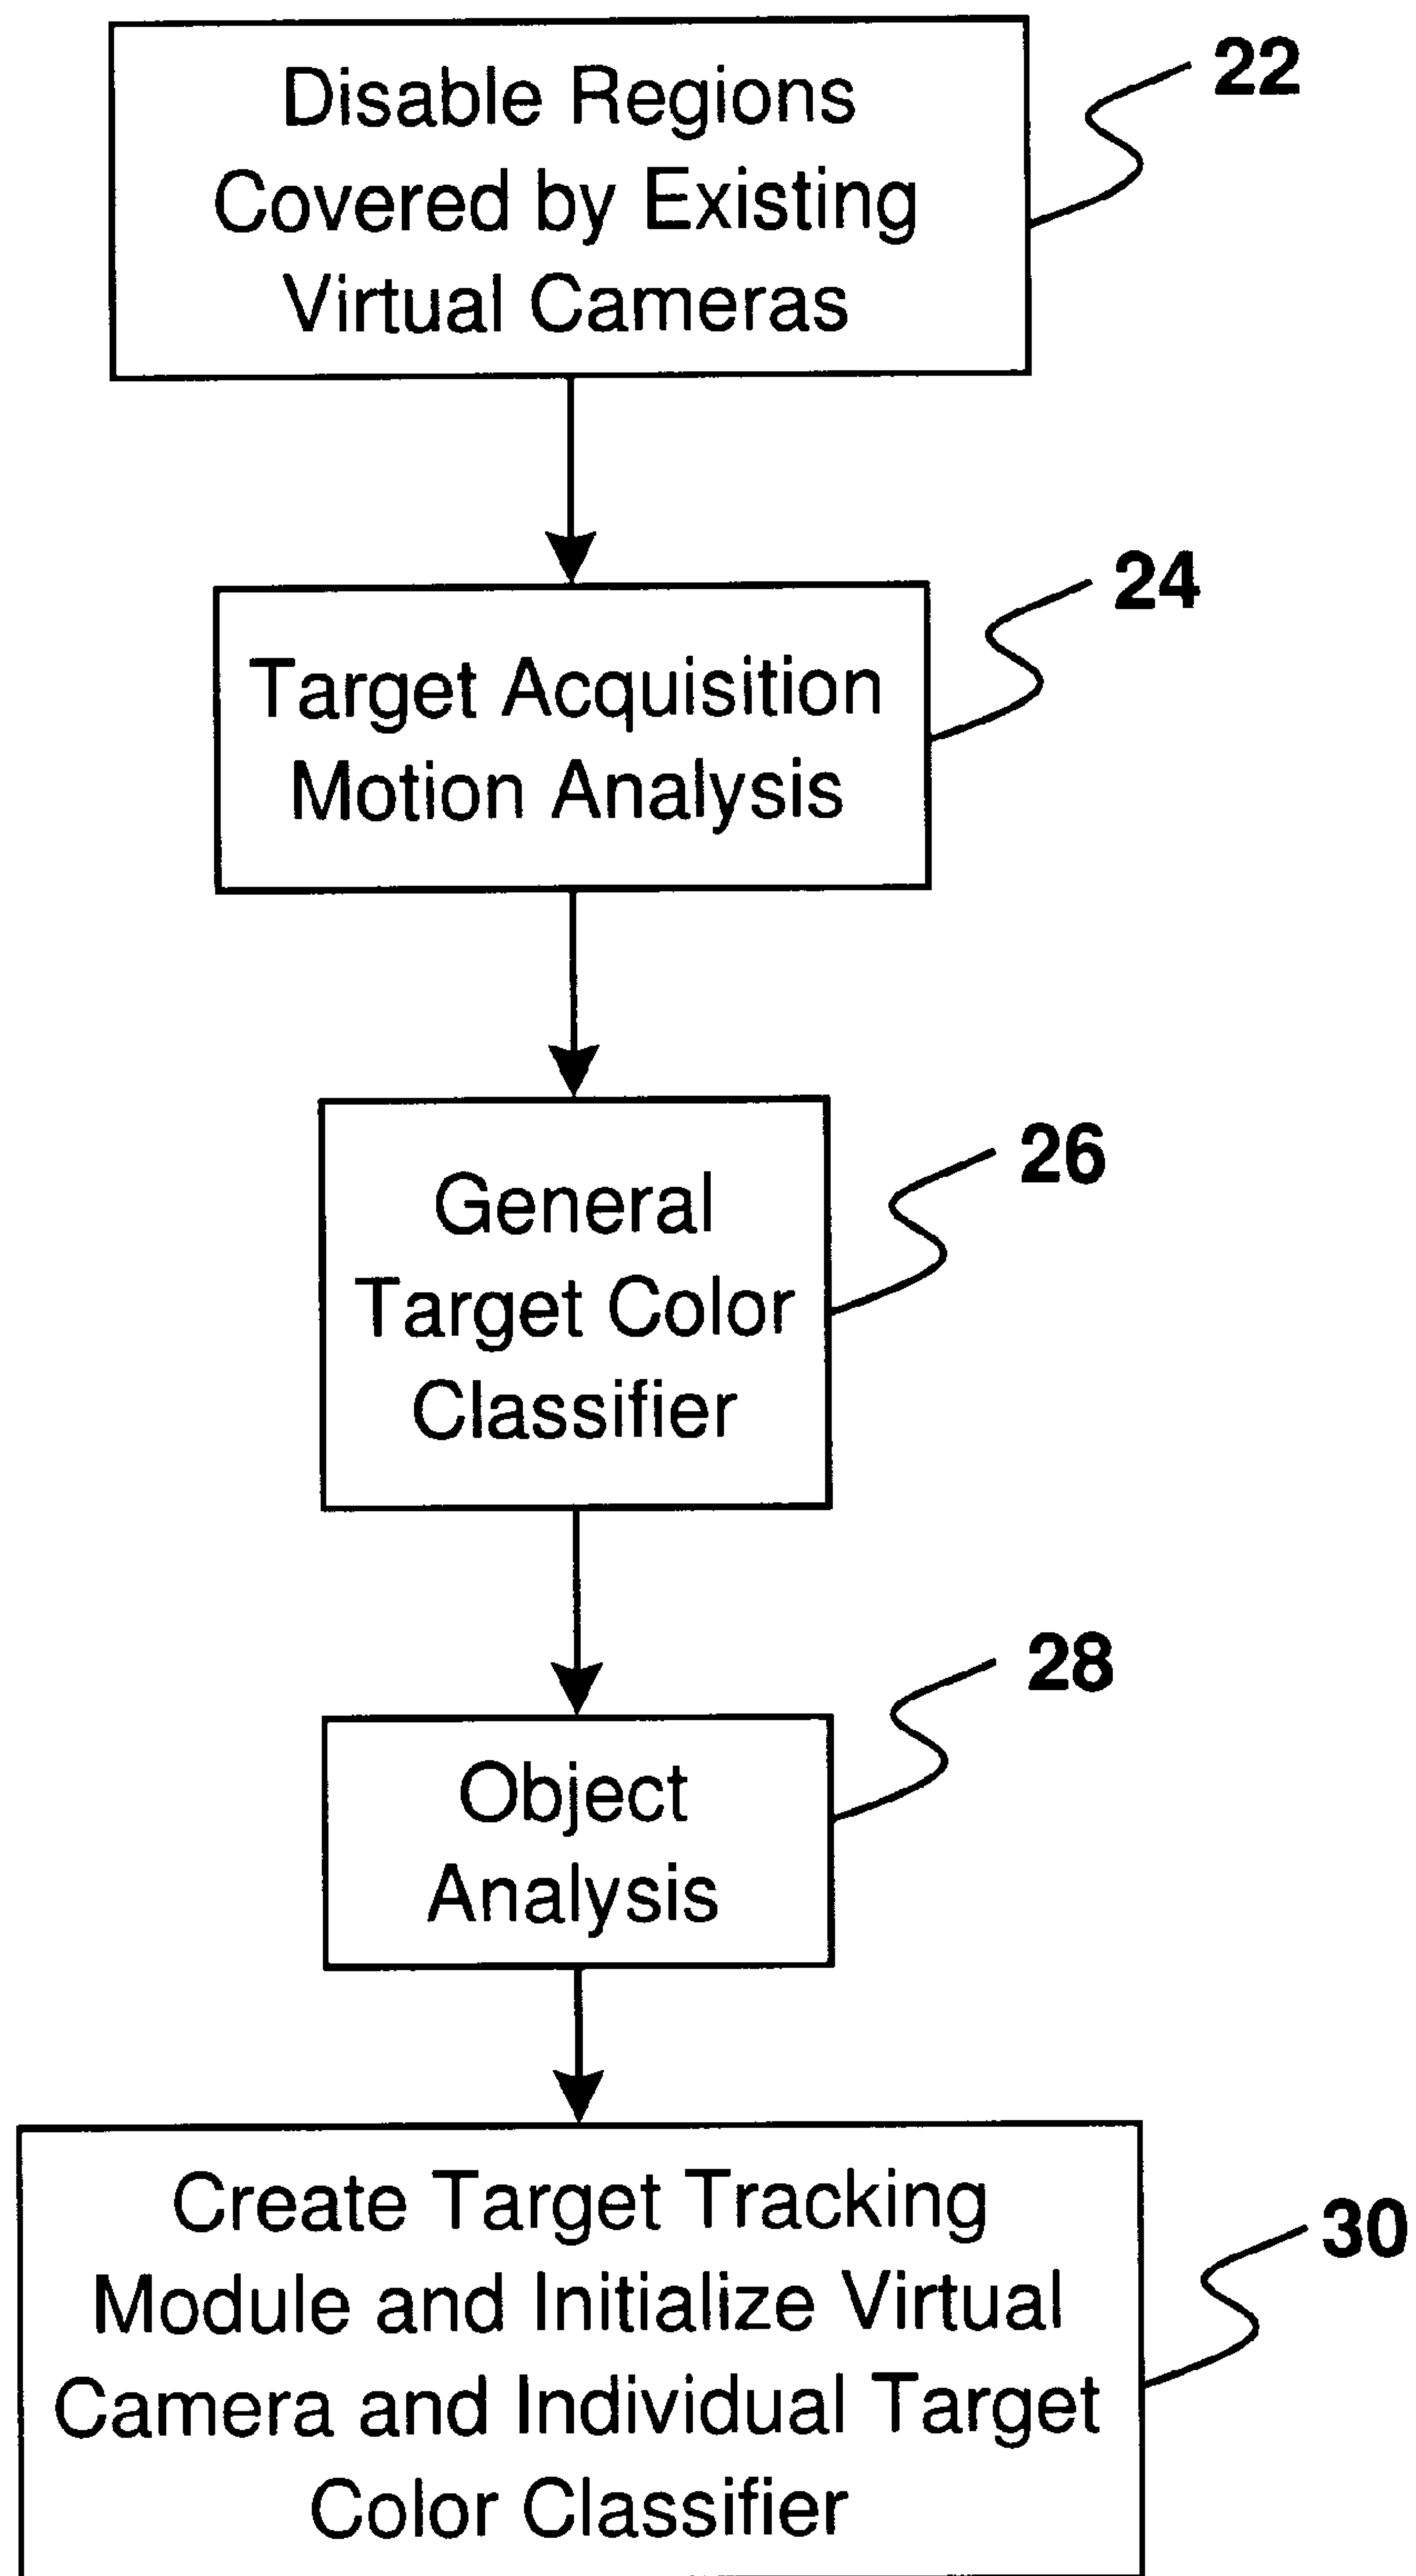 Disable Regions
Covered by Existing
Virtual Cameras
22
Target Acquisition
Motion Analysis
24
General
Target Color
Classifier
26
Object
Analysis
28
Create Target Tracking
Module and Initialize Virtual
Camera and Individual Target
Color Classifier
30